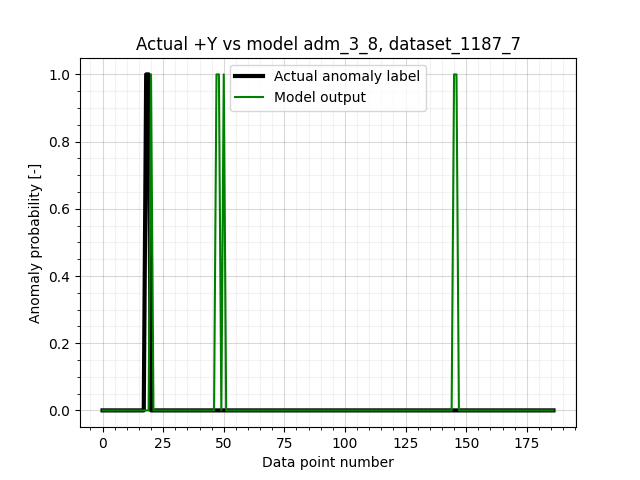 Actual +Y vs model adm_3_8, dataset_1187_7
Actual anomaly label
Model output
Anomaly probability [-]
1.0
0.8
0.6
0.4
0.2
0.0
0 25 50 75 100 125 150 175
Data point number